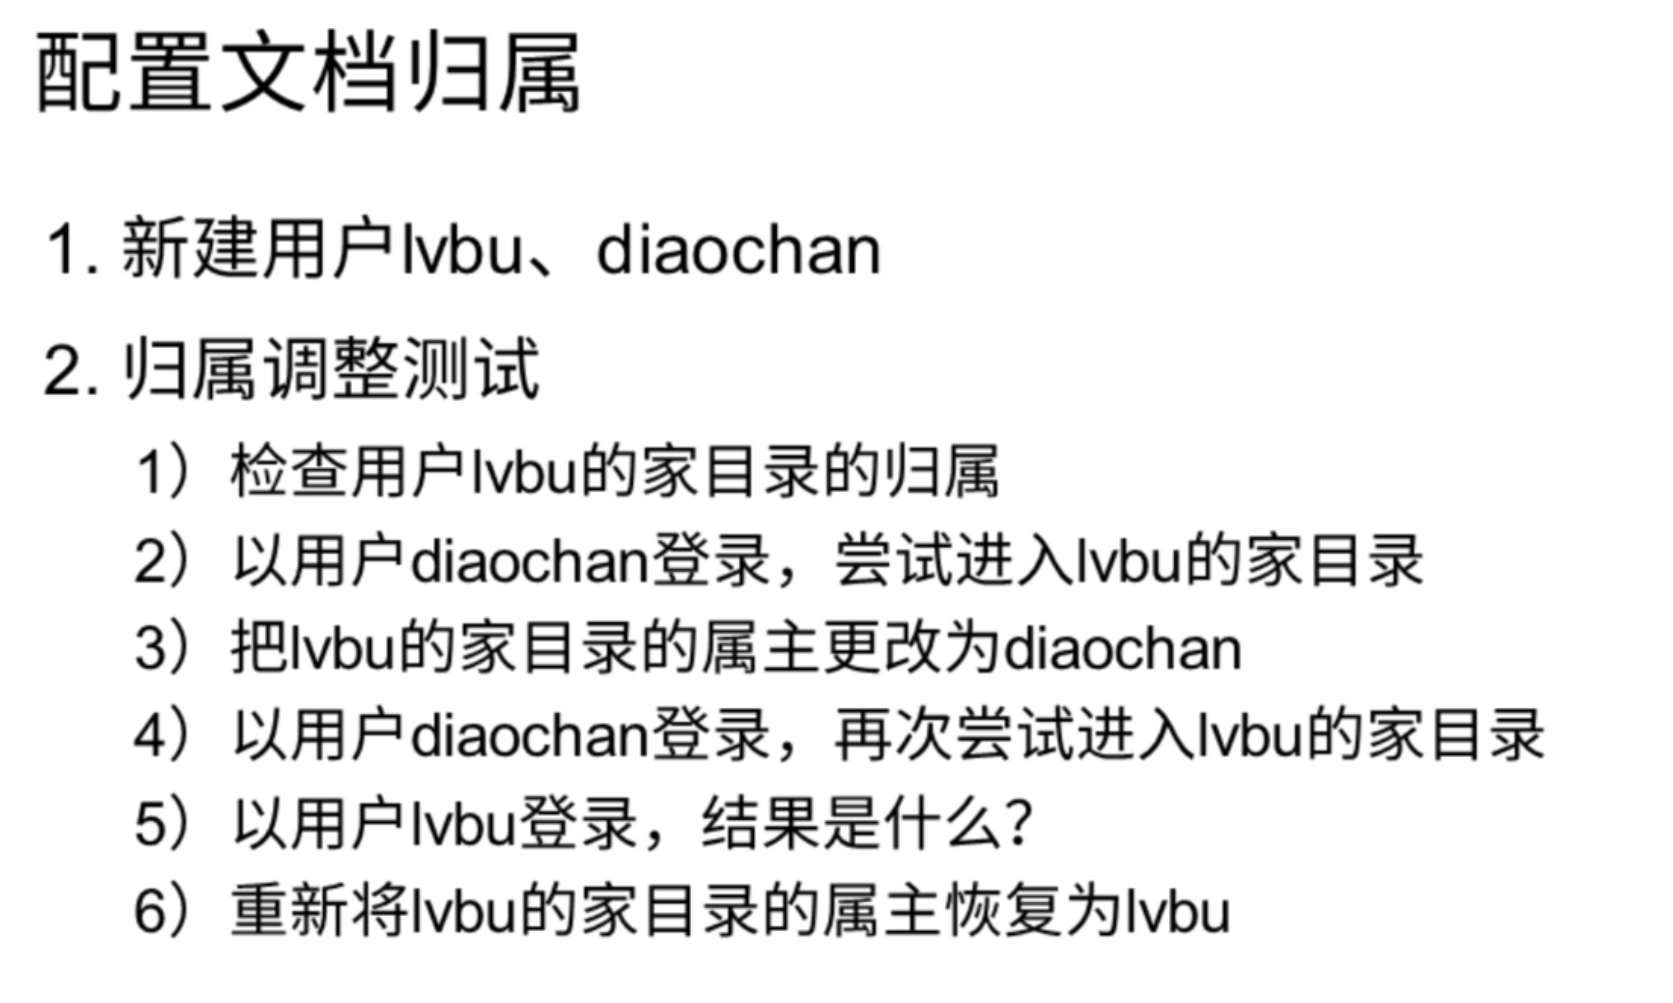 配置文档归属
1. 新建用户lvbu、diaochan
2. 归属调整测试
1）检查用户lvbu的家目录的归属
2）以用户diaochan登录，尝试进入lvbu的家目录
3）把lvbu的家目录的属主更改为diaochan
4）以用户diaochan登录，再次尝试进入lvbu的家目录
5）以用户lvbu登录，结果是什么？
6）重新将lvbu的家目录的属主恢复为lvbu